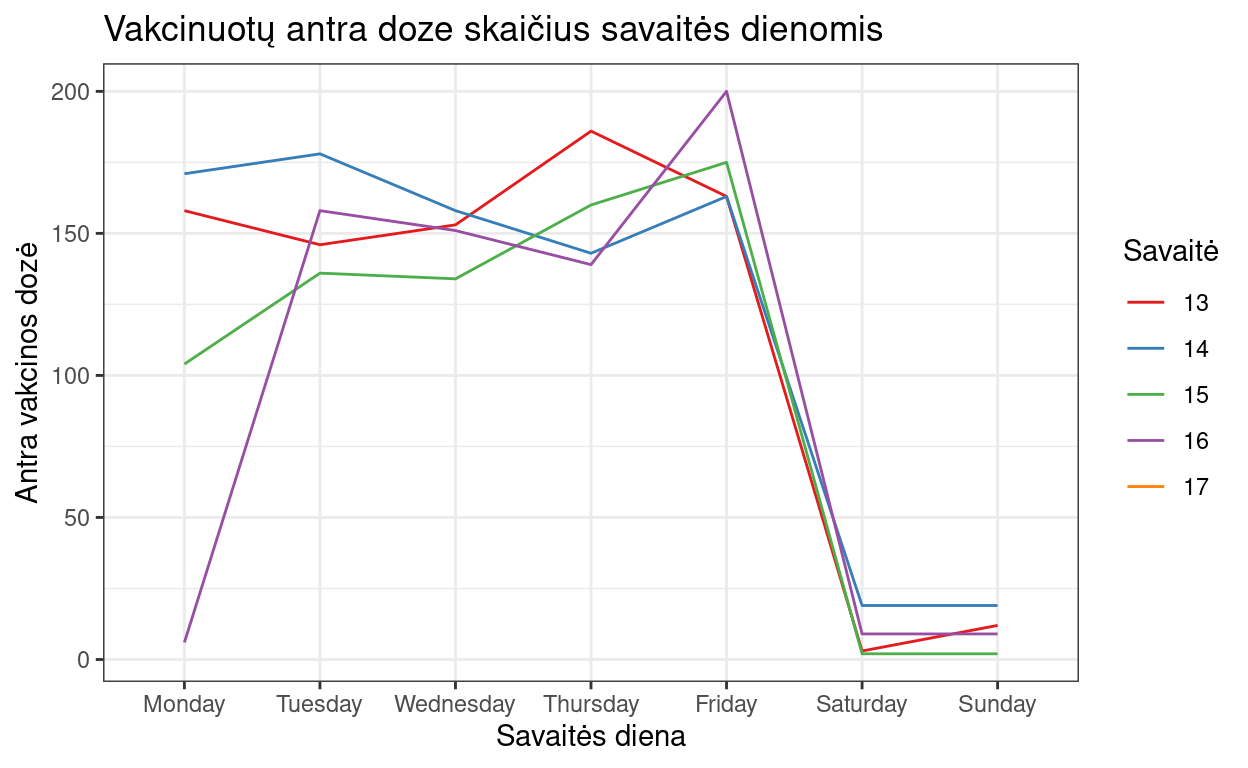 Vakcinuotų antra doze skaičius savaitės dienomis
Antra vakcinos dozė
200
150
100
50
0
Monday Tuesday Wednesday Thursday Friday Saturday Sunday
Savaitės diena
Savaitė
13
14
15
16
17